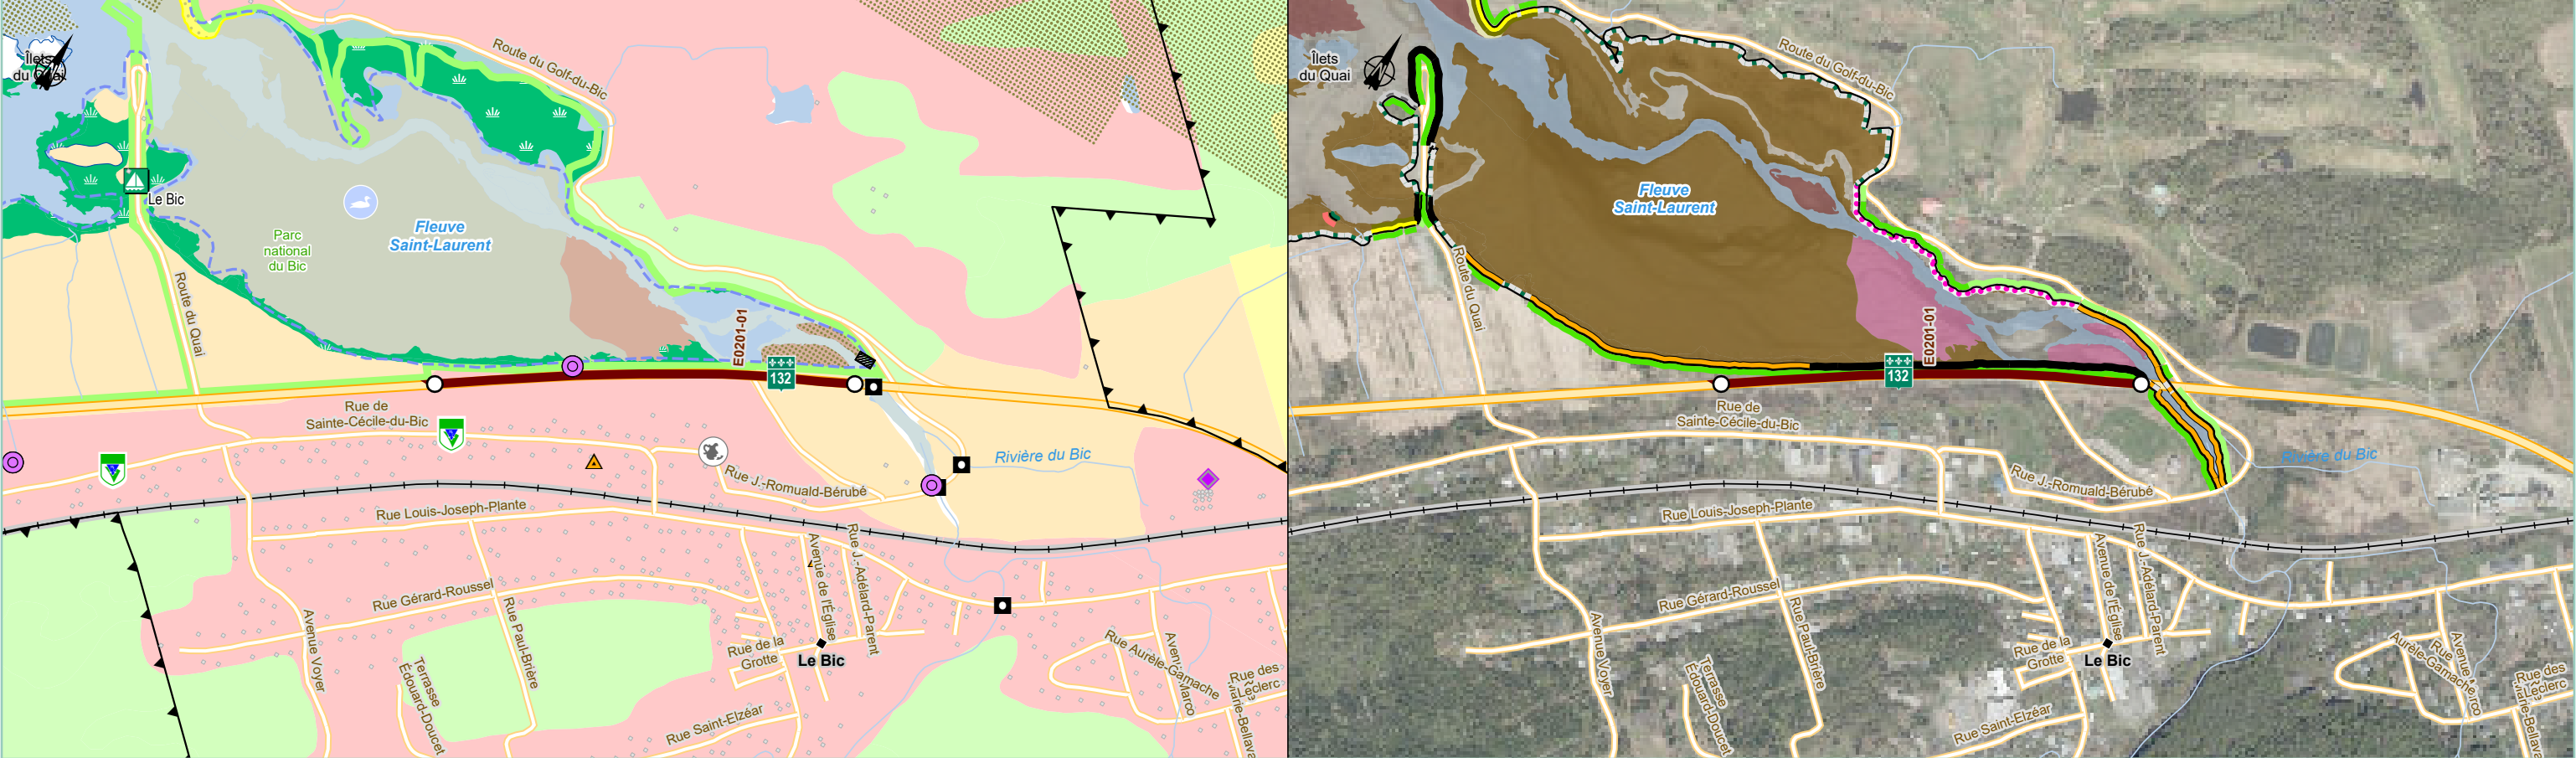 Îlets
du Quai
Route du Golf-du-Bic
Le Bic
Fleuve
Saint-Laurent
Parc
national
du Bic
Route du Quai
E0201-01
132
Rue de
Sainte-Cécile-du-Bic
Rivière du Bic
Rue J.-Romuald-Bérubé
Rue Louis-Joseph-Plante
Avenue de l'Église
Rue J.-Adélard-Parent
Rue Gérard-Roussel
Avenue Voyer
Rue Paul-Brière
Terrasse
Édouard-Doucet
Rue de la
Grotte
Le Bic
Rue Saint-Elzéar
Rue Aurèle-Gamache
Rue des
Leclerc
Îlets
du Quai
Route du Golf-du-Bic
Fleuve
Saint-Laurent
Route du Quai
E0201-01
132
Rue de
Sainte-Cécile-du-Bic
Rivière du Bic
Rue J.-Romuald-Bérubé
Rue Louis-Joseph-Plante
Avenue de l'Église
Rue J.-Adélard-Parent
Rue Gérard-Roussel
Avenue Voyer
Rue Paul-Brière
Terrasse
Édouard-Doucet
Rue de la
Grotte
Le Bic
Rue Saint-Elzéar
Rue
Aurèle-Gamache
Rue des
Leclerc